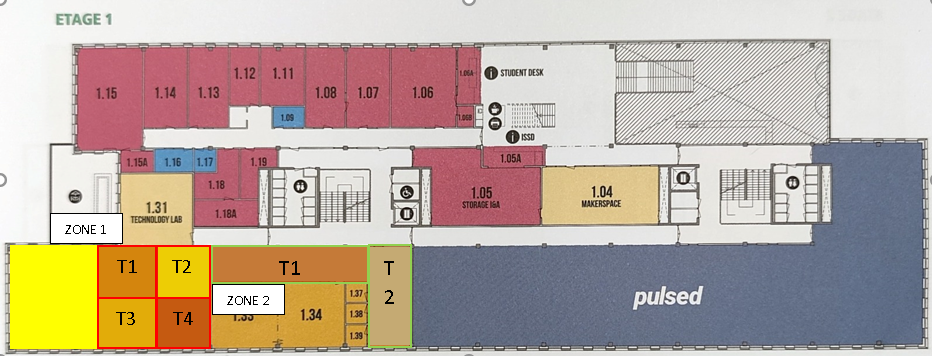 ETAGE 1
1.15
1.14
1.13
1.12
1.11
1.08
1.07
1.06
1.06A
1.06B
1.09
i STUDENT DESK
i ISSD
1.15A
1.16
1.17
1.18
1.19
1.18A
1.05A
1.05
STORAGE I&A
1.04
MAKERSPACE
1.31
TECHNOLOGY LAB
ZONE 1
T1
T2
T3
T4
T1
T
2
ZONE 2
1.33
1.34
1.37
1.38
1.39
pulsed